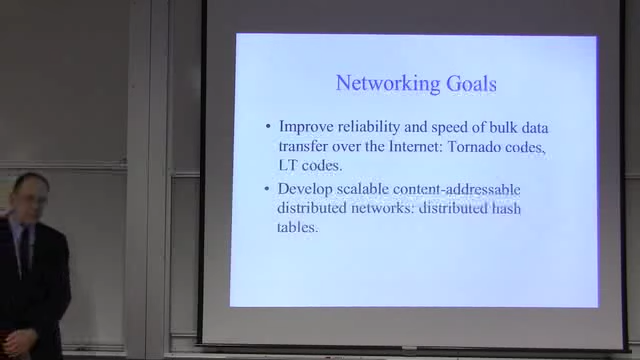 Networking Goals
• Improve reliability and speed of bulk data
transfer over the Internet: Tornado codes,
LT codes.
• Develop scalable content-addressable
distributed networks: distributed hash
tables.